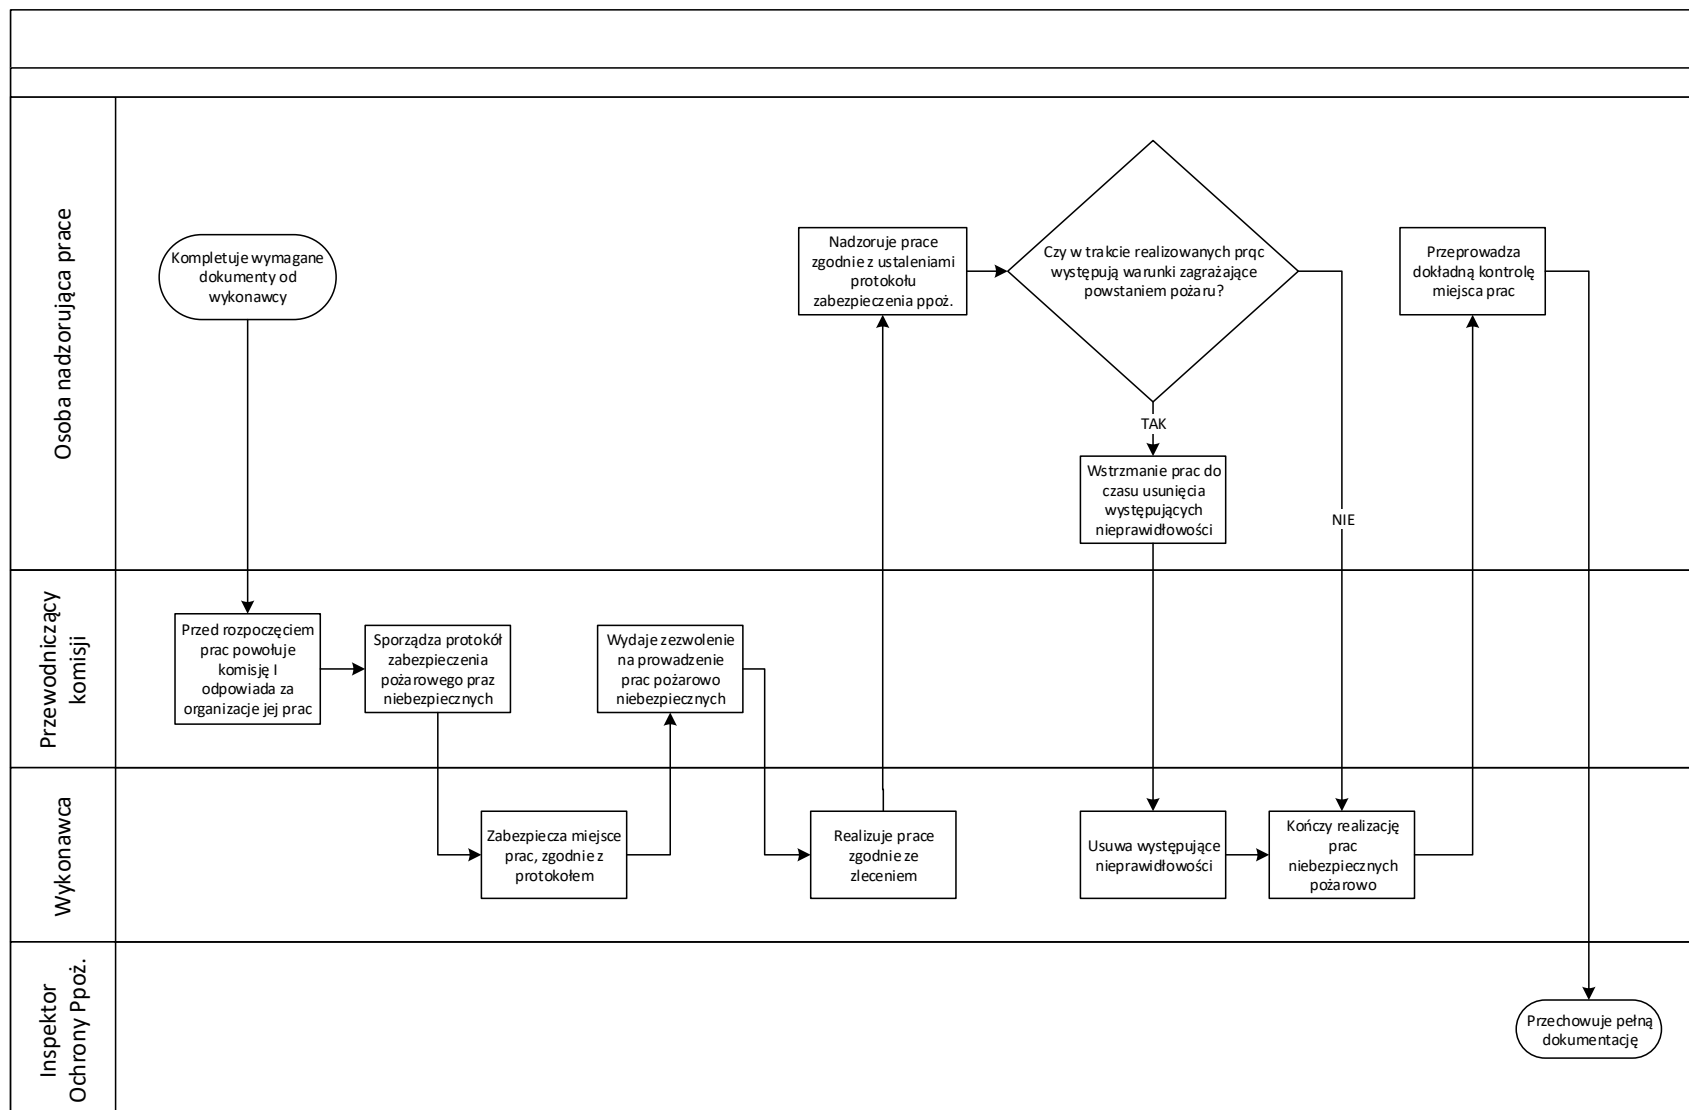 Osoba nadzorująca prace
Kompletuje wymagane
dokumenty od
wykonawcy
Nadzoruje prace
zgodnie z ustaleniami
protokołu
zabezpieczenia ppoż.
Czy w trakcie realizowanych prąc
występują warunki zagrażające
powstaniem pożaru?
Przeprowadza
dokładną kontrolę
miejsca prac
TAK
Wstrzmanie prac do
czasu usunięcia
występujących
nieprawidłowości
NIE
Przewodniczący
komisji
Przed rozpoczęciem
prac powołuje
komisję I
odpowiada za
organizacje jej prac
Sporządza protokół
zabezpieczenia
pożarowego praz
niebezpiecznych
Wydaje zezwolenie
na prowadzenie
prac pożarowo
niebezpiecznych
Wykonawca
Zabezpiecza miejsce
prac, zgodnie z
protokołem
Realizuje prace
zgodnie ze
zleceniem
Usuwa występujące
nieprawidłowości
Kończy realizację
prac
niebezpiecznych
pożarowo
Inspektor
Ochrony Ppoż.
Przechowuje pełną
dokumentację